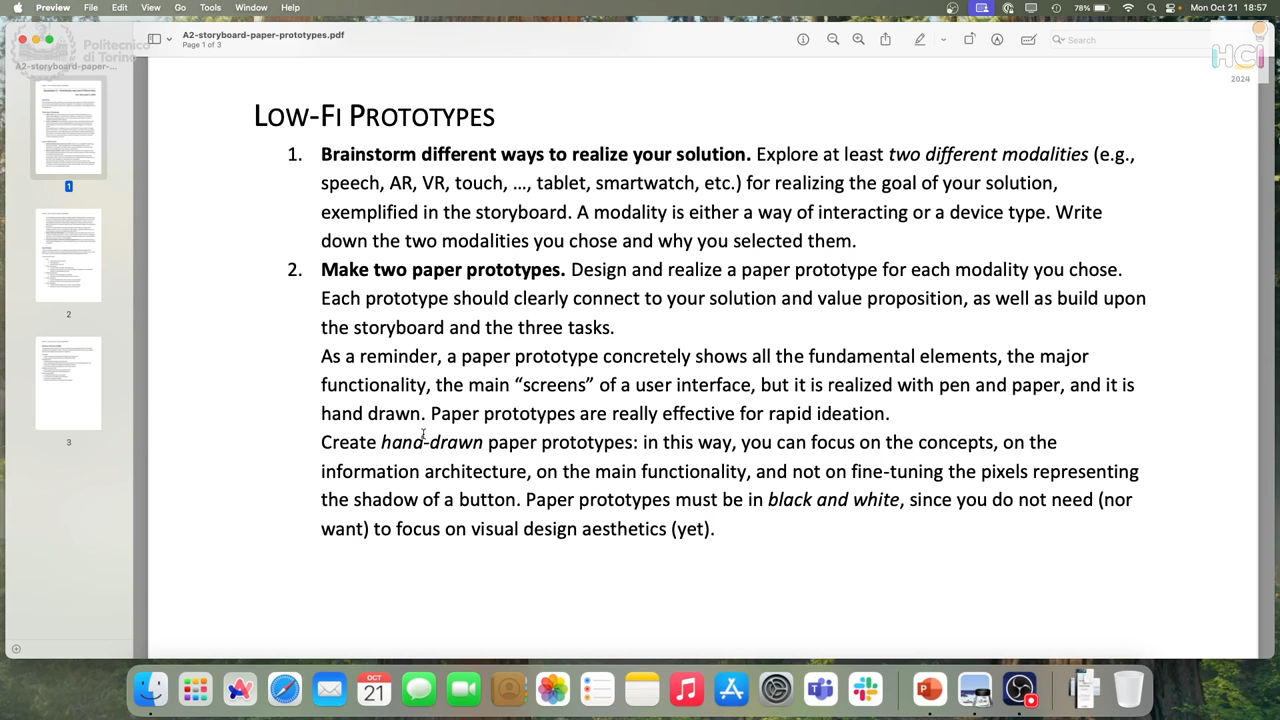 Preview File Edit View Go Tools Window Help 78% Mon Oct 21 18:57
Politecnico
di Torino
A2-storyboard-paper-prototypes.pdf
Page 1 of 3
Search
HCI
2024
A2-storyboard-paper-...
1
2
3
LOW-FI PROTOTYPES
1. Brainstorm different ways to realize your solution. Explore at least two different modalities (e.g.,
speech, AR, VR, touch, ..., tablet, smartwatch, etc.) for realizing the goal of your solution,
exemplified in the storyboard. A modality is either a way of interacting or a device type. Write
down the two modalities you chose and why you selected them.
2. Make two paper prototypes. Design and realize a paper prototype for each modality you chose.
Each prototype should clearly connect to your solution and value proposition, as well as build upon
the storyboard and the three tasks.
As a reminder, a paper prototype concretely shows all the fundamental elements, the major
functionality, the main “screens” of a user interface, but it is realized with pen and paper, and it is
hand drawn. Paper prototypes are really effective for rapid ideation.
Create hand-drawn paper prototypes: in this way, you can focus on the concepts, on the
information architecture, on the main functionality, and not on fine-tuning the pixels representing
the shadow of a button. Paper prototypes must be in black and white, since you do not need (nor
want) to focus on visual design aesthetics (yet).
OCT
21